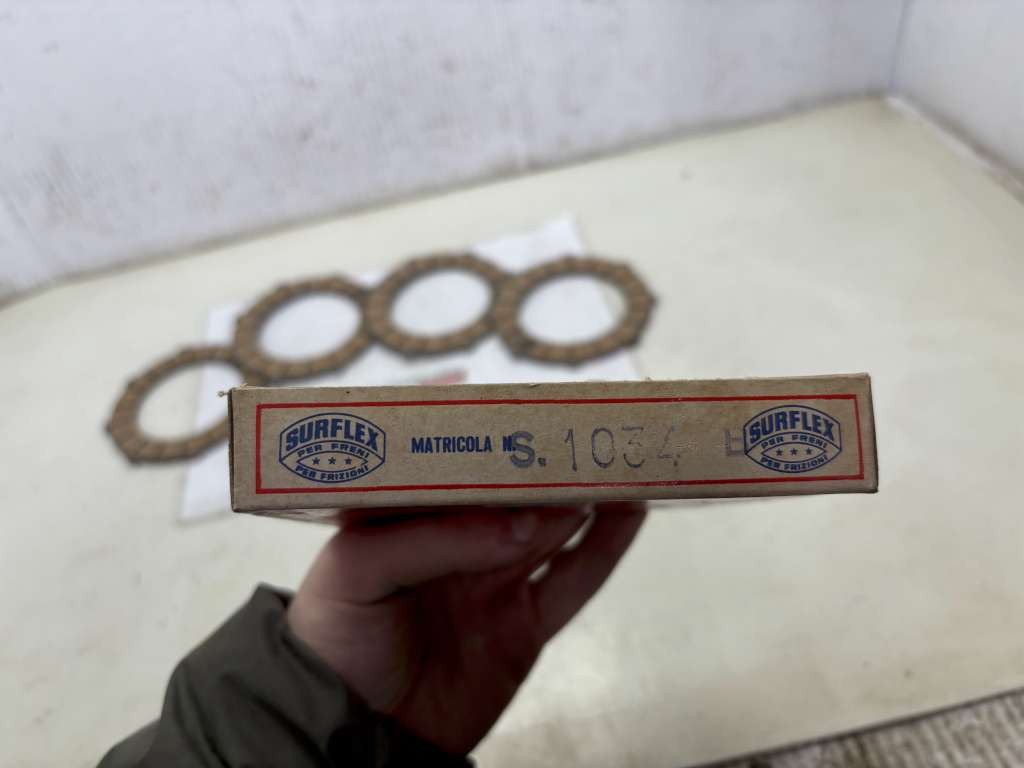 SURFLEX
PER FRENI
PER FRIZIONI
MATRICOLA N. S. 1034
SURFLEX
PER FRENI
PER FRIZIONI